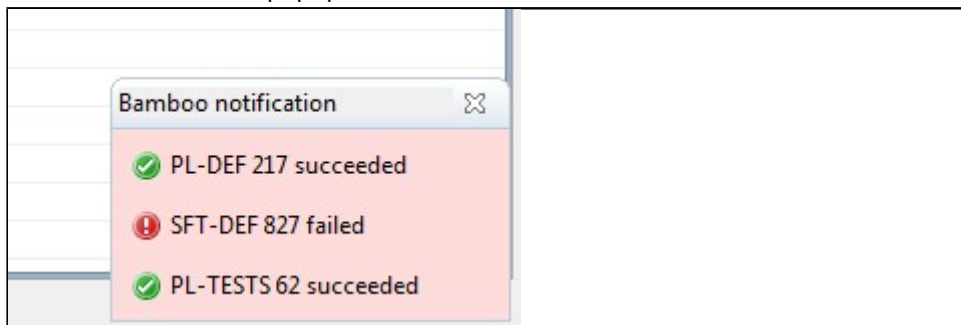 Bamboo notification
PL-DEF 217 succeeded
SFT-DEF 827 failed
PL-TESTS 62 succeeded